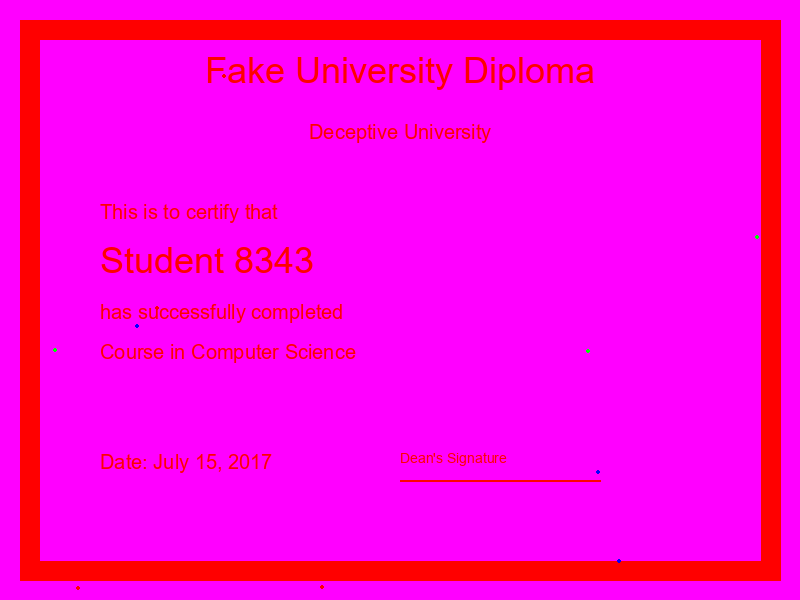 Fake University Diploma
Deceptive University
This is to certify that
Student 8343
has successfully completed
Course in Computer Science
Date: July 15, 2017
Dean's Signature